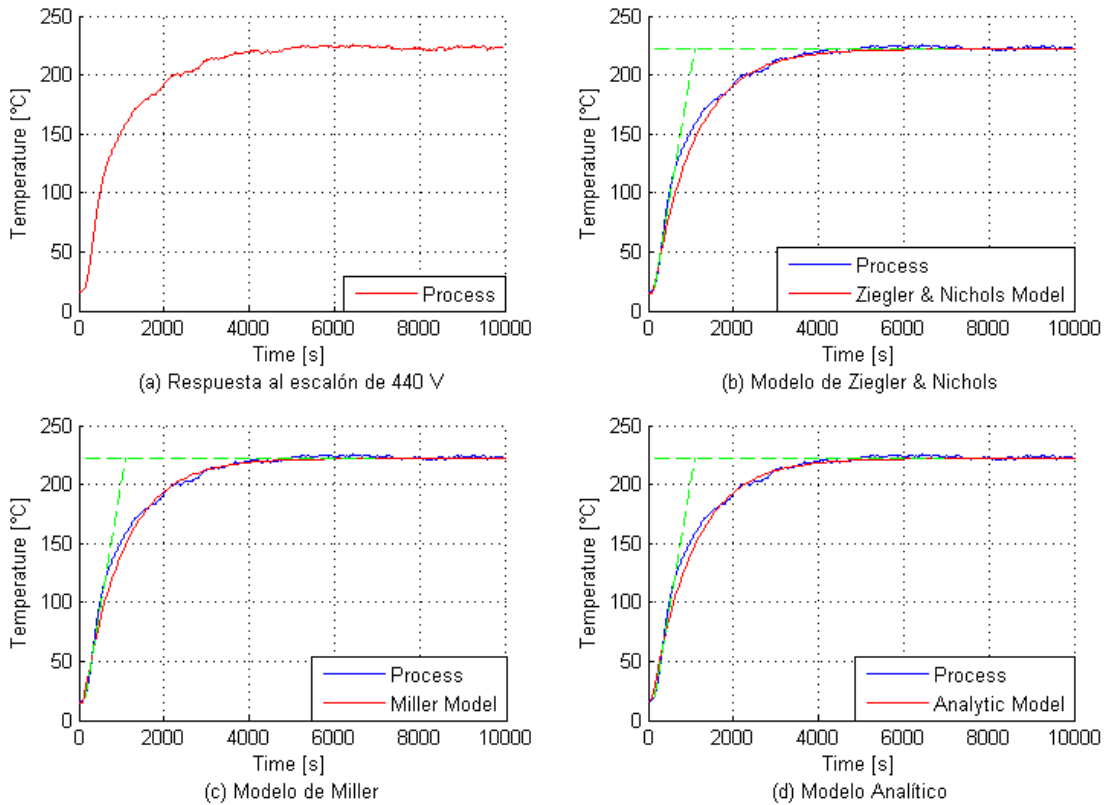 250
200
150
100
50
0
Temperature [°C]
Process
0 2000 4000 6000 8000 10000
Time [s]
(a) Respuesta al escalón de 440 V
250
200
150
100
50
0
Temperature [°C]
Process
Ziegler & Nichols Model
0 2000 4000 6000 8000 10000
Time [s]
(b) Modelo de Ziegler & Nichols
250
200
150
100
50
0
Temperature [°C]
Process
Miller Model
0 2000 4000 6000 8000 10000
Time [s]
(c) Modelo de Miller
250
200
150
100
50
0
Temperature [°C]
Process
Analytic Model
0 2000 4000 6000 8000 10000
Time [s]
(d) Modelo Analítico